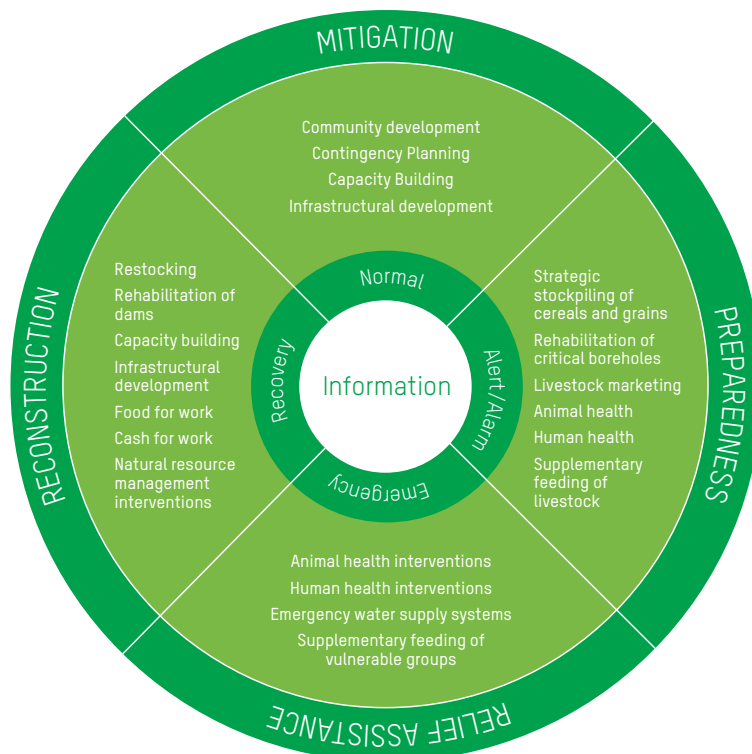 MITIGATION
Community development
Contingency Planning
Capacity Building
Infrastructural development
Normal
PREPAREDNESS
Strategic
stockpiling of
cereals and grains
Rehabilitation of
critical boreholes
Livestock marketing
Animal health
Human health
Supplementary
feeding of
livestock
Alert/Alarm
RELIEF ASSISTANCE
Animal health interventions
Human health interventions
Emergency water supply systems
Supplementary feeding of
vulnerable groups
Emergency
RECONSTRUCTION
Restocking
Rehabilitation of
dams
Capacity building
Infrastructural
development
Food for work
Cash for work
Natural resource
management
interventions
Recovery
Information